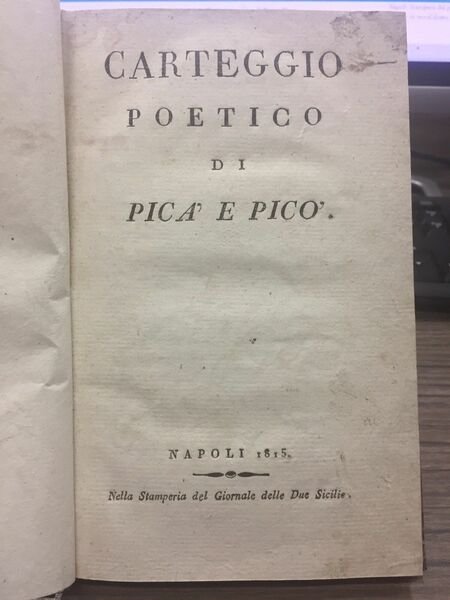 CARTEGGIO
POETICO
DI
PICA' E PICO'.
NAPOLI 1815.
Nella Stamperia del Giornale delle Due Sicilie.